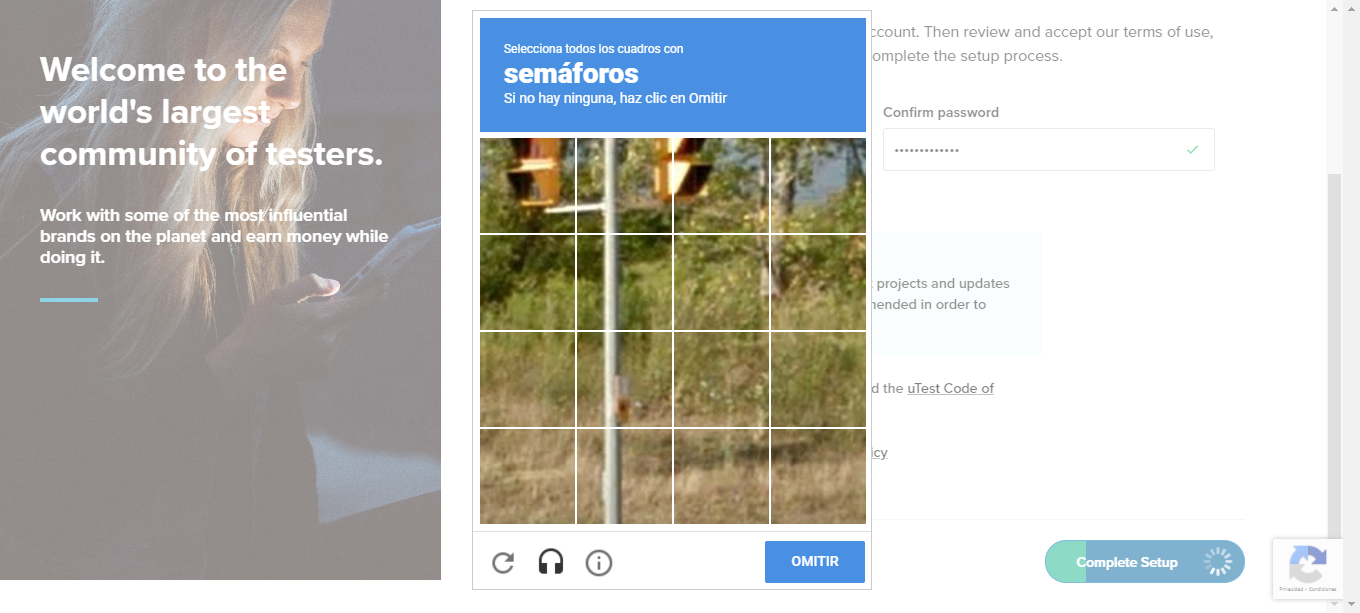 Welcome to the
world's largest
community of testers.
Work with some of the most influential
brands on the planet and earn money while
doing it.
Selecciona todos los cuadros con
semáforos
Si no hay ninguna, haz clic en Omitir
OMITIR
ccount. Then review and accept our terms of use,
omplete the setup process.
Confirm password
•••••••••••••
projects and updates
ended in order to
d the uTest Code of
icy
Complete Setup
Privacidad - Condiciones